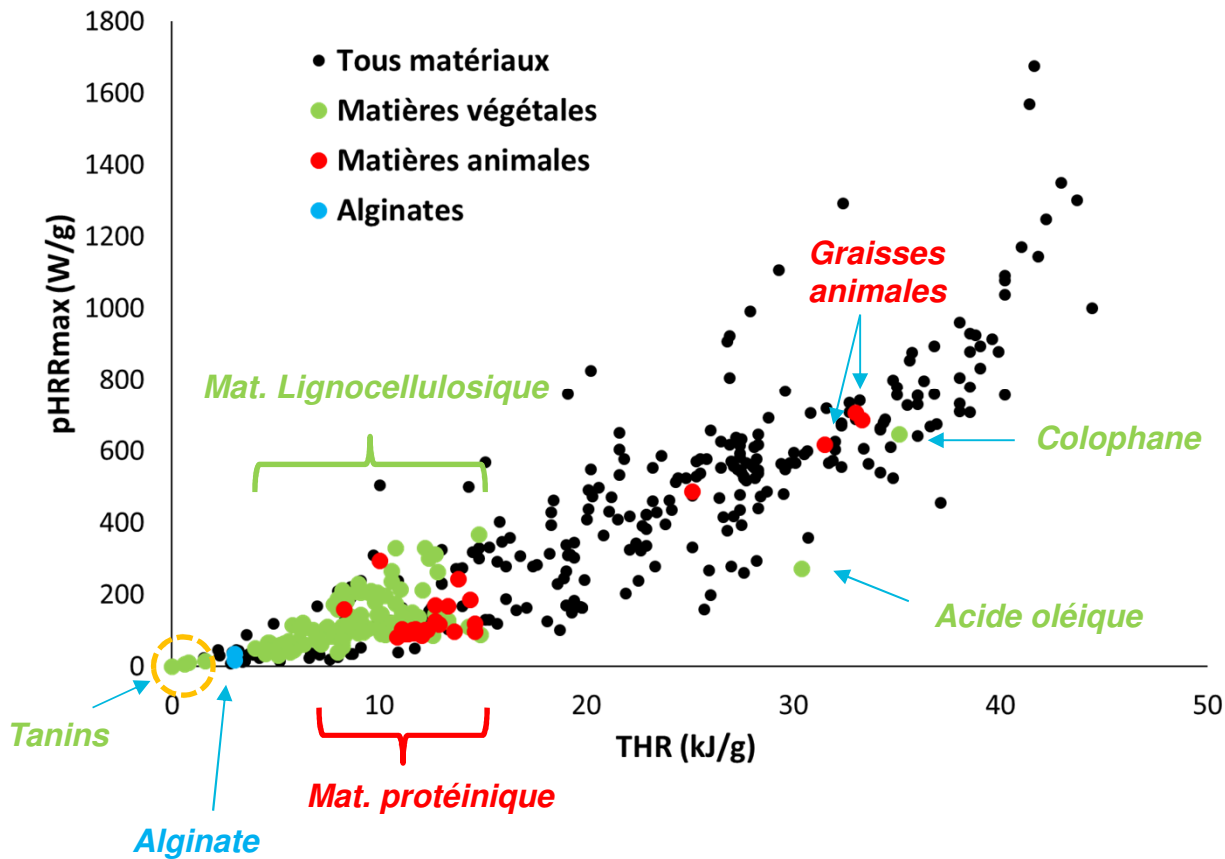 1800
1600
1400
1200
1000
800
600
400
200
0
pHRRmax (W/g)
Tous matériaux
Matières végétales
Matières animales
Alginates
Graisses
animales
Mat. Lignocellulosique
Colophane
Acide oléique
0
10
20
30
40
50
THR (kJ/g)
Tanins
Mat. protéinique
Alginate